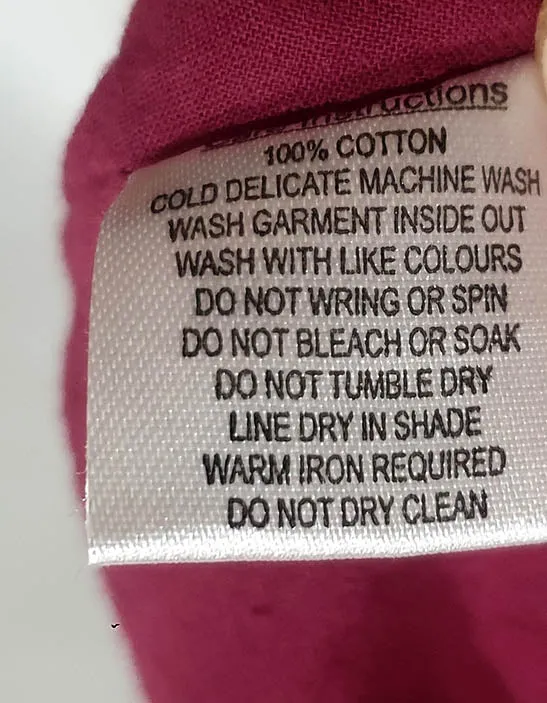 Care Instructions
100% COTTON
COLD DELICATE MACHINE WASH
WASH GARMENT INSIDE OUT
WASH WITH LIKE COLOURS
DO NOT WRING OR SPIN
DO NOT BLEACH OR SOAK
DO NOT TUMBLE DRY
LINE DRY IN SHADE
WARM IRON REQUIRED
DO NOT DRY CLEAN